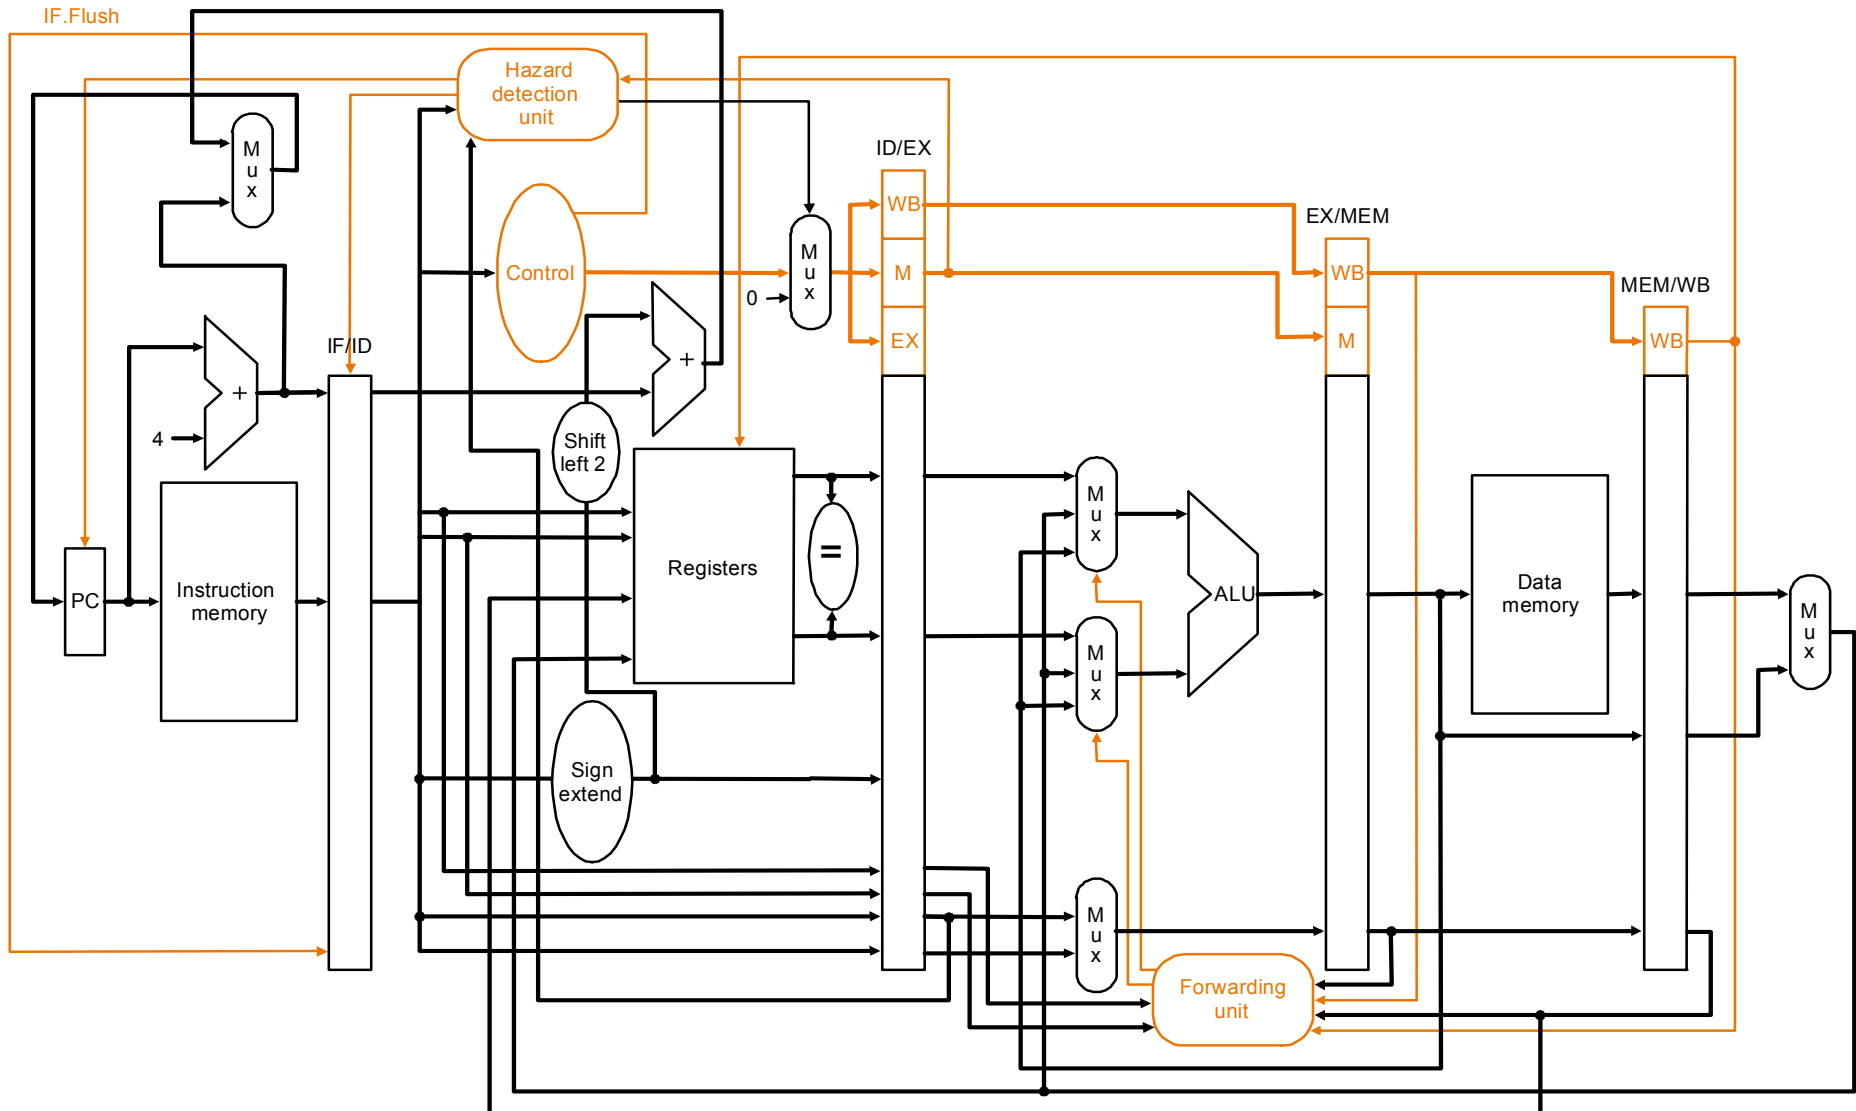 IF.Flush
Hazard
detection
unit
M
u
x
ID/EX
WB
M
EX
Control
0
M
u
x
EX/MEM
WB
M
MEM/WB
WB
IF/ID
+
+
4
Shift
left 2
Registers
=
PC
Instruction
memory
M
u
x
M
u
x
ALU
Data
memory
M
u
x
Sign
extend
M
u
x
Forwarding
unit